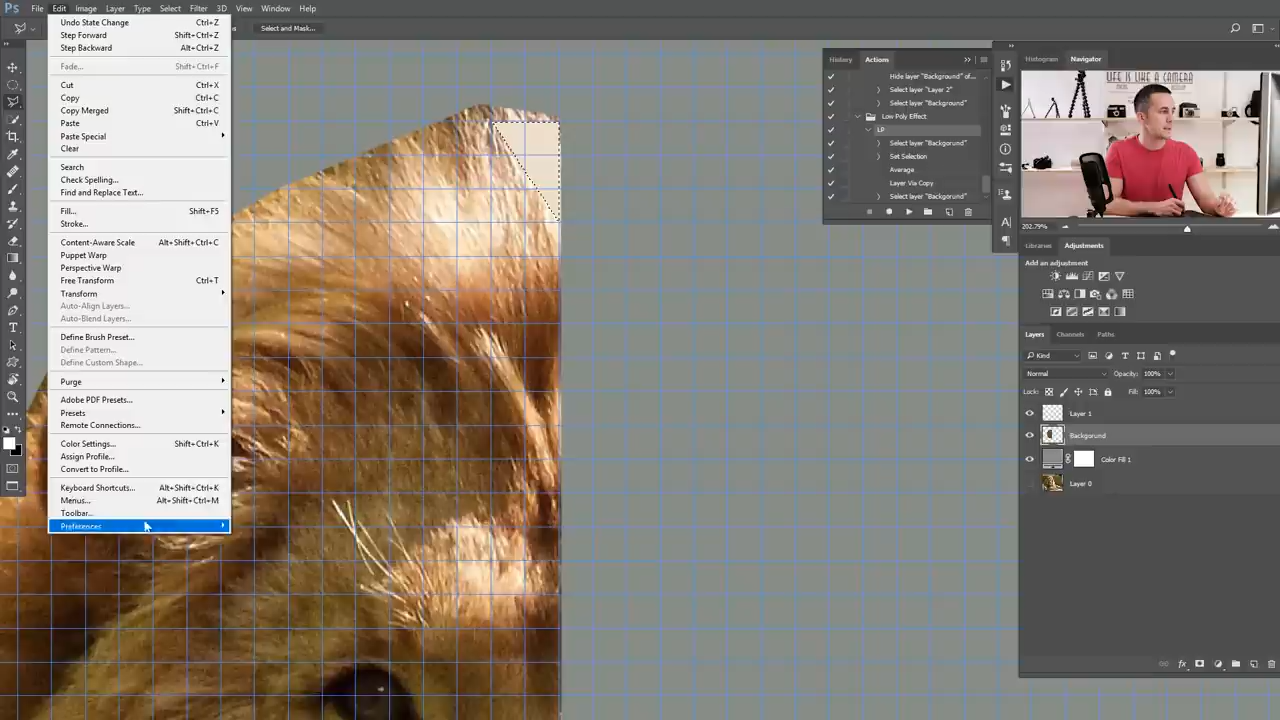 Ps File Edit Image Layer Type Select Filter 3D View Window Help
Select and Mask...
Undo State Change Ctrl+Z
Step Forward Shift+Ctrl+Z
Step Backward Alt+Ctrl+Z
Fade... Shift+Ctrl+F
Cut Ctrl+X
Copy Ctrl+C
Copy Merged Shift+Ctrl+C
Paste Ctrl+V
Paste Special
Clear
Search
Check Spelling...
Find and Replace Text...
Fill... Shift+F5
Stroke...
Content-Aware Scale Alt+Shift+Ctrl+C
Puppet Warp
Perspective Warp
Free Transform Ctrl+T
Transform
Auto-Align Layers...
Auto-Blend Layers...
Define Brush Preset...
Define Pattern...
Define Custom Shape...
Purge
Adobe PDF Presets...
Presets
Remote Connections...
Color Settings... Shift+Ctrl+K
Assign Profile...
Convert to Profile...
Keyboard Shortcuts... Alt+Shift+Ctrl+K
Menus... Alt+Shift+Ctrl+M
Toolbar...
Preferences
History Actions
Hide layer "Background" of...
Select layer "Layer 2"
Select layer "Background"
Low Poly Effect
LP
Select layer "Backgorund"
Set Selection
Average
Layer Via Copy
Select layer "Backgorund"
Histogram Navigator
LIFE IS LIKE A CAMERA
202.79%
Libraries Adjustments
Add an adjustment
Layers Channels Paths
Kind
Normal Opacity: 100%
Lock: Fill: 100%
Layer 1
Backgorund
Color Fill 1
Layer 0